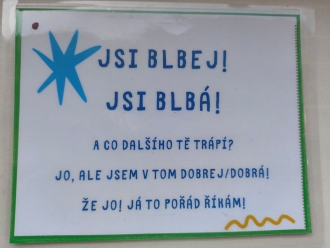 JSI BLBEJ!
JSI BLBÁ!
A CO DALŠÍHO TĚ TRÁPÍ?
JO, ALE JSEM V TOM DOBREJ/DOBRÁ!
ŽE JO! JÁ TO POŘÁD ŘÍKÁM!